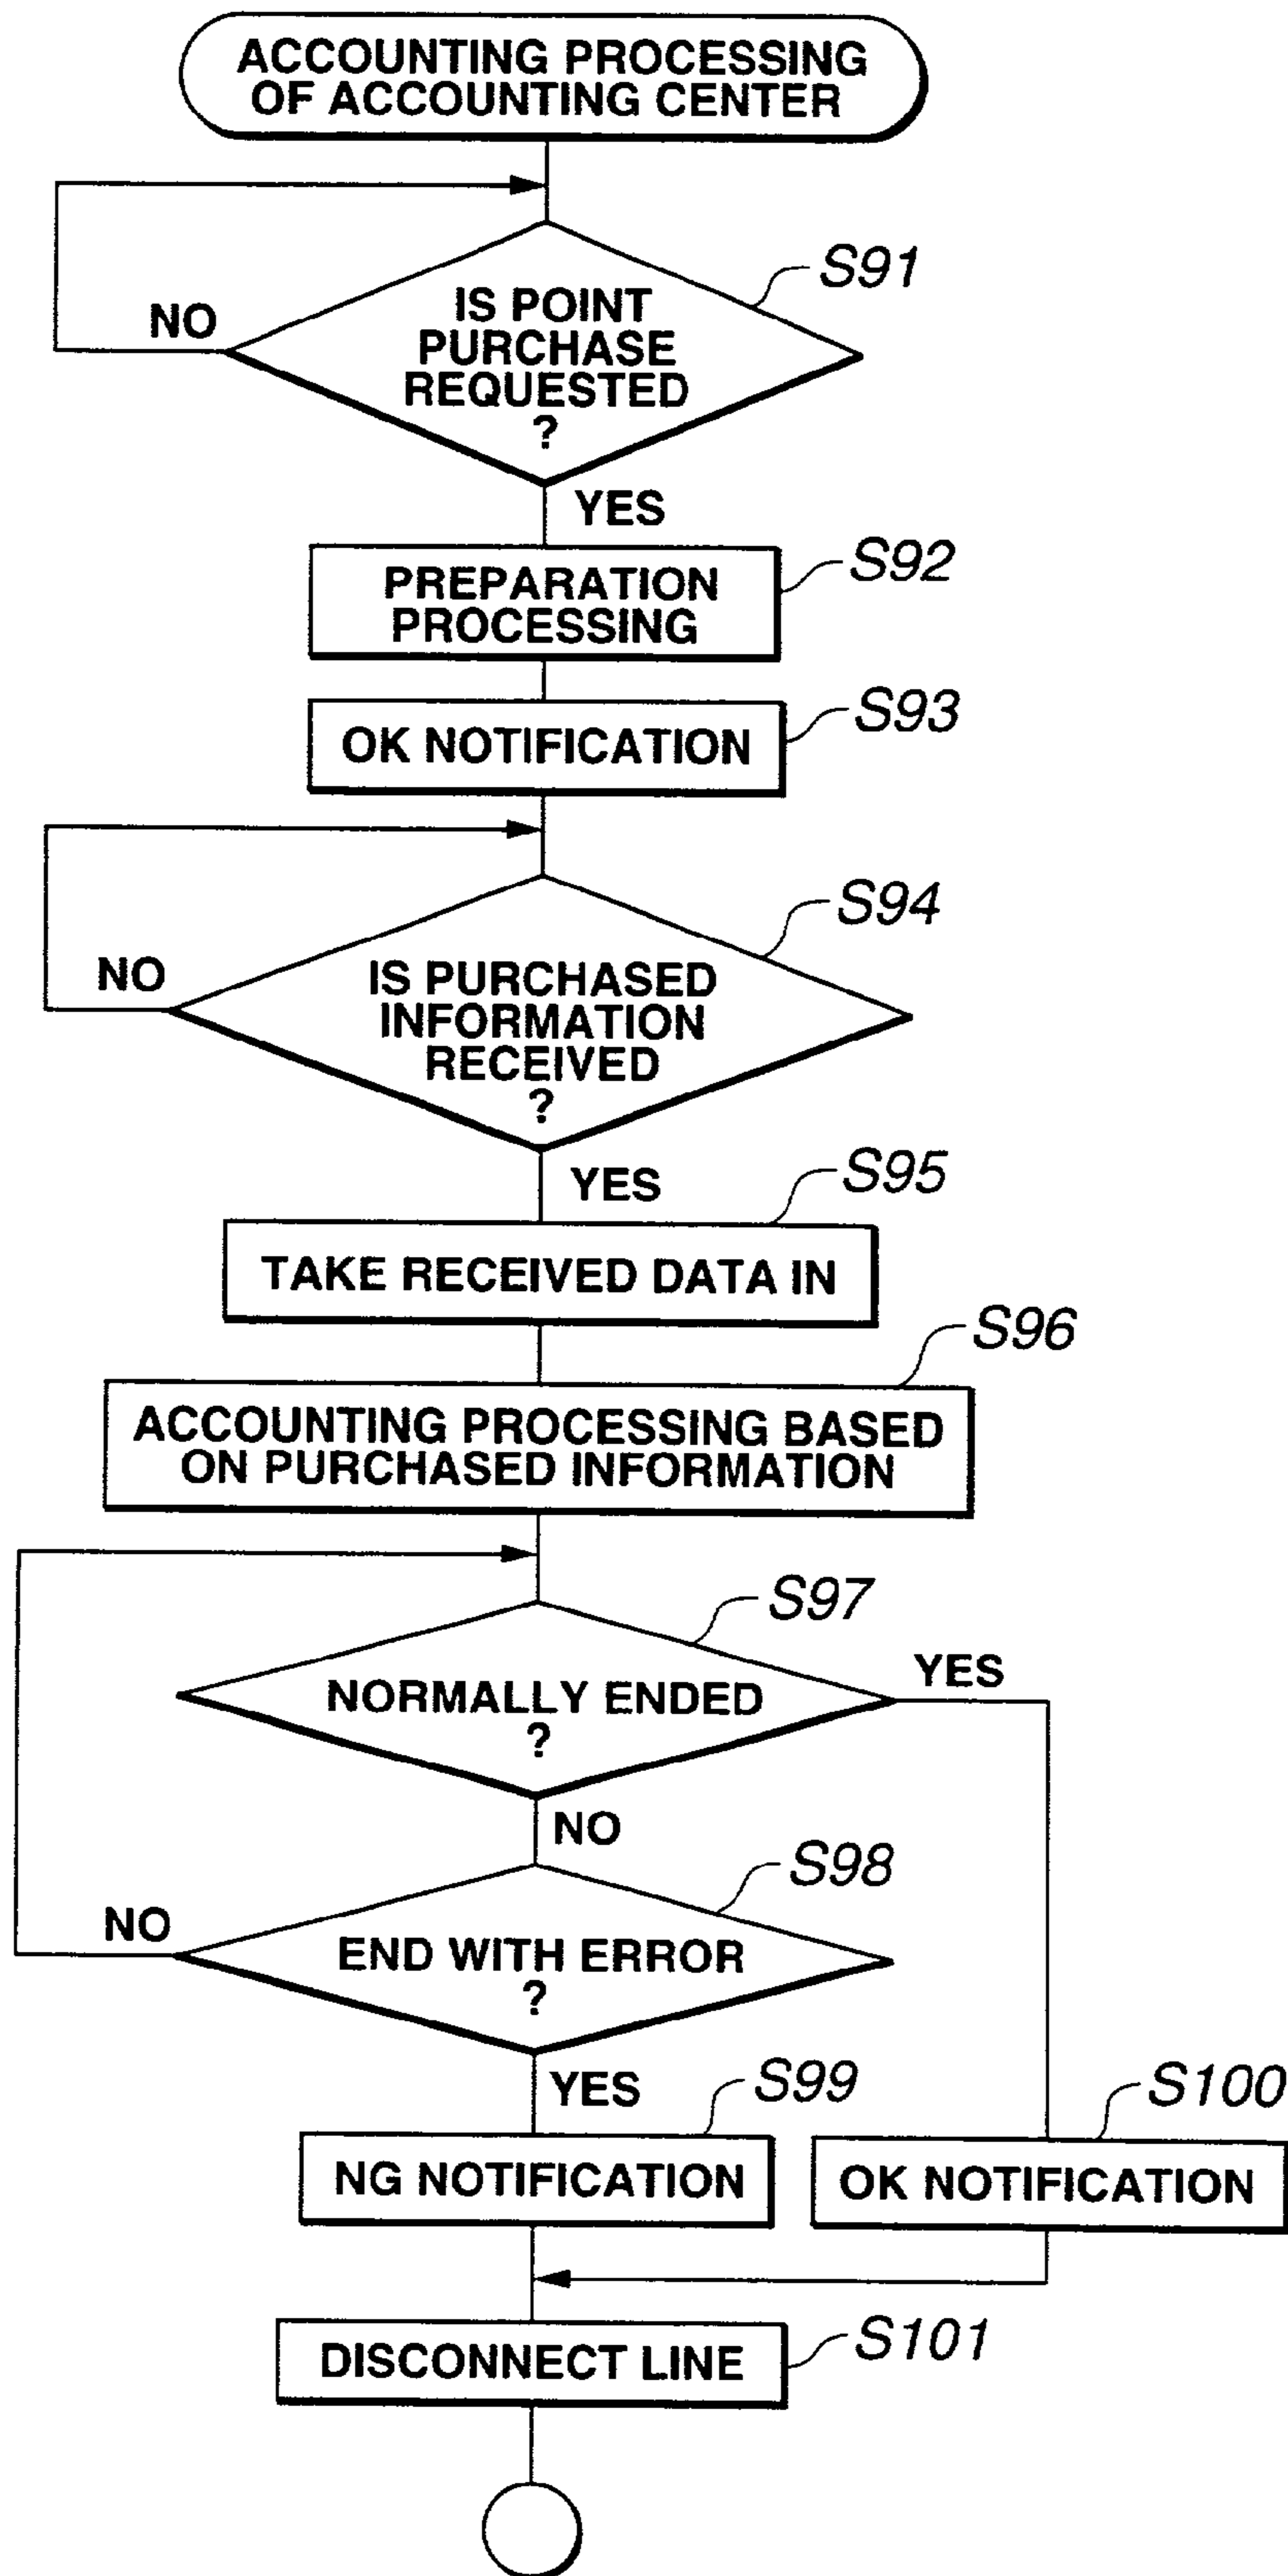 ACCOUNTING PROCESSING
OF ACCOUNTING CENTER
S91
NO
IS POINT
PURCHASE
REQUESTED
?
YES
S92
PREPARATION
PROCESSING
S93
OK NOTIFICATION
S94
NO
IS PURCHASED
INFORMATION
RECEIVED
?
YES
S95
TAKE RECEIVED DATA IN
S96
ACCOUNTING PROCESSING BASED
ON PURCHASED INFORMATION
S97
YES
NORMALLY ENDED
?
NO
S98
NO
END WITH ERROR
?
YES
S99
S100
NG NOTIFICATION
OK NOTIFICATION
S101
DISCONNECT LINE